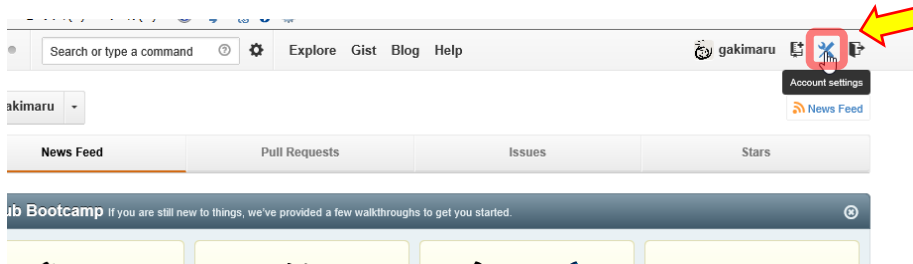 Search or type a command
Explore Gist Blog Help
gakimaru
Account settings
akimaru
News Feed
News Feed Pull Requests Issues Stars
ub Bootcamp If you are still new to things, we've provided a few walkthroughs to get you started.